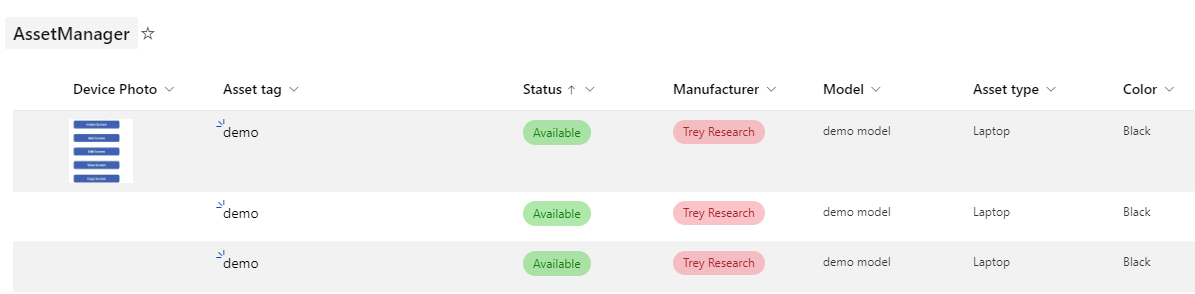 AssetManager
Device Photo Asset tag Status Manufacturer Model Asset type Color
demo Available Trey Research demo model Laptop Black
demo Available Trey Research demo model Laptop Black
demo Available Trey Research demo model Laptop Black